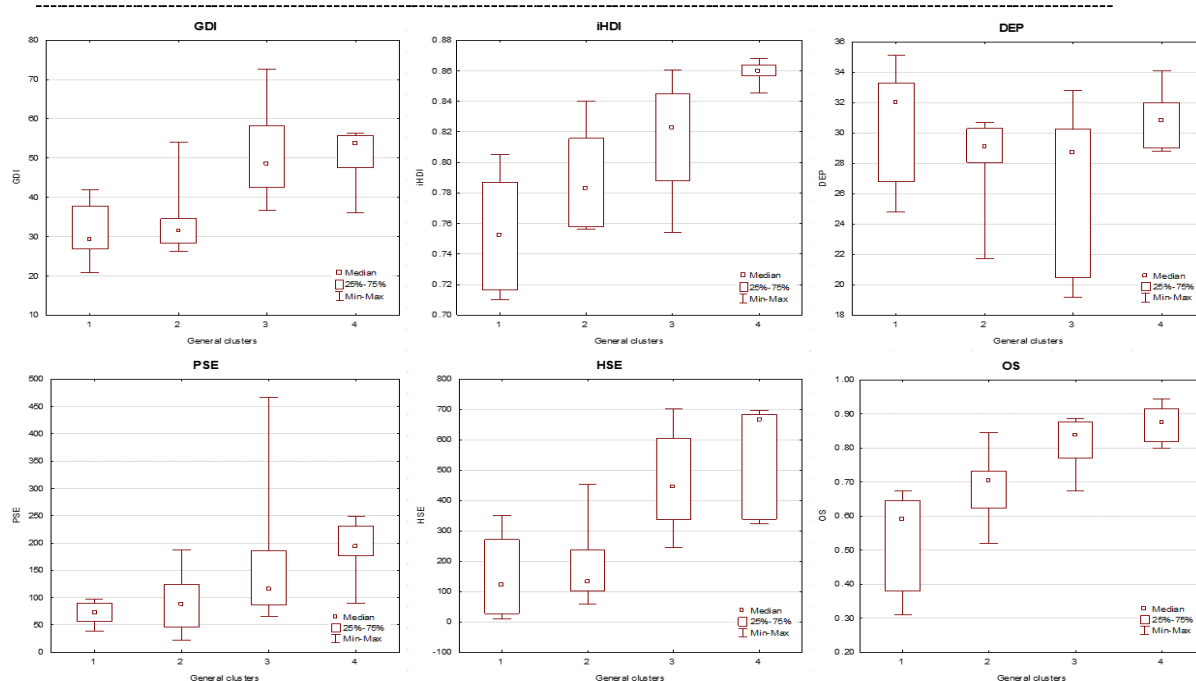 GDI
80
70
60
50
40
30
20
10
GDI
1 2 3 4
General clusters
Median
25%-75%
Min-Max
iHDI
0.88
0.86
0.84
0.82
0.80
0.78
0.76
0.74
0.72
0.70
iHDI
1 2 3 4
General clusters
Median
25%-75%
Min-Max
DEP
36
34
32
30
28
26
24
22
20
18
DEP
1 2 3 4
General clusters
Median
25%-75%
Min-Max
PSE
500
450
400
350
300
250
200
150
100
50
0
PSE
1 2 3 4
General clusters
Median
25%-75%
Min-Max
HSE
800
700
600
500
400
300
200
100
0
-100
HSE
1 2 3 4
General clusters
Median
25%-75%
Min-Max
OS
1.00
0.90
0.80
0.70
0.60
0.50
0.40
0.30
0.20
OS
1 2 3 4
General clusters
Median
25%-75%
Min-Max